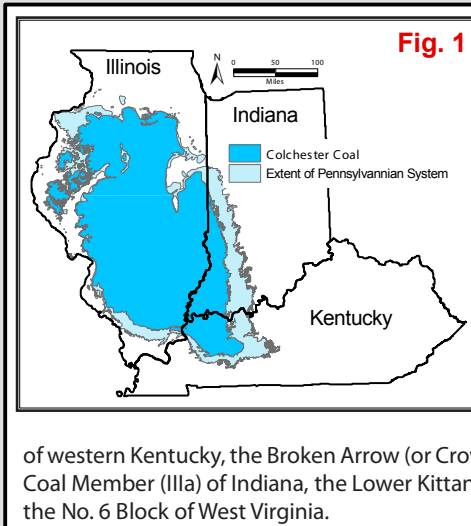 Fig. 1
N
0 50 100
Miles
Illinois
Indiana
Colchester Coal
Extent of Pennsylvannian System
Kentucky
of western Kentucky, the Broken Arrow (or Crow
Coal Member (IIIa) of Indiana, the Lower Kittan
the No. 6 Block of West Virginia.